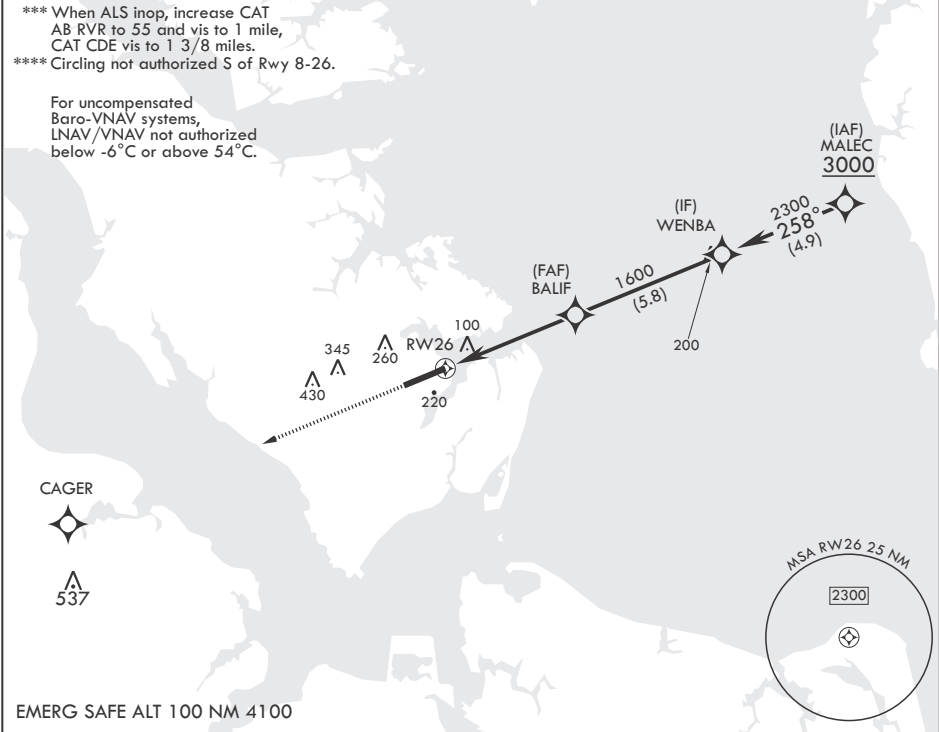 *** When ALS inop, increase CAT
AB RVR to 55 and vis to 1 mile,
CAT CDE vis to 1 3/8 miles.
**** Circling not authorized S of Rwy 8-26.
For uncompensated
Baro-VNAV systems,
LNAV/VNAV not authorized
below -6°C or above 54°C.
(IAF)
MALEC
3000
2300
258°
(4.9)
(IF)
WENBA
1600
(5.8)
200
(FAF)
BALIF
100
RW26
260
345
430
220
CAGER
537
MSA RW26 25 NM
2300
EMERG SAFE ALT 100 NM 4100